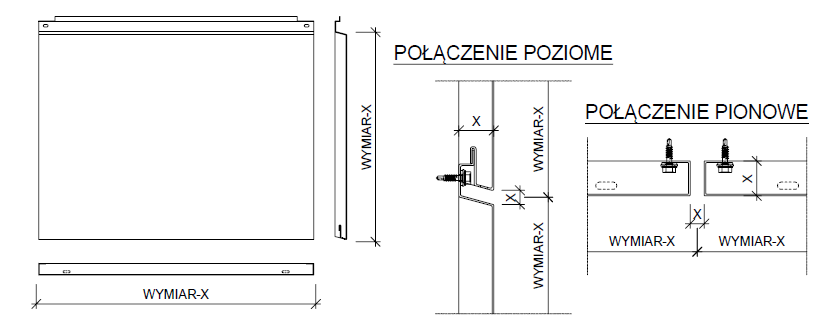 WYMIAR-X
WYMIAR-X
POŁĄCZENIE POZIOME
X
WYMIAR-X
X
WYMIAR-X
POŁĄCZENIE PIONOWE
X
X
WYMIAR-X
WYMIAR-X